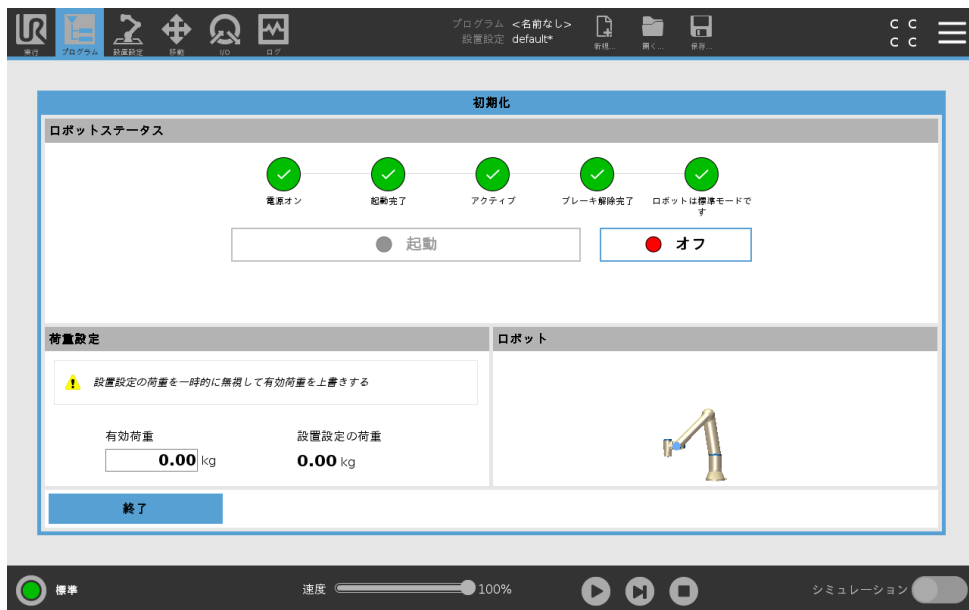 UR
実行
プログラム
設置設定
移動
I/O
ログ
プログラム <名前なし>
設置設定 default*
新規...
開く...
保存...
C C
C C
初期化
ロボットステータス
電源オン
起動完了
アクティブ
ブレーキ解除完了
ロボットは標準モードで
す
起動
オフ
荷重設定
ロボット
設置設定の荷重を一時的に無視して有効荷重を上書きする
有効荷重
設置設定の荷重
0.00 kg
0.00 kg
終了
標準
速度
100%
シミュレーション